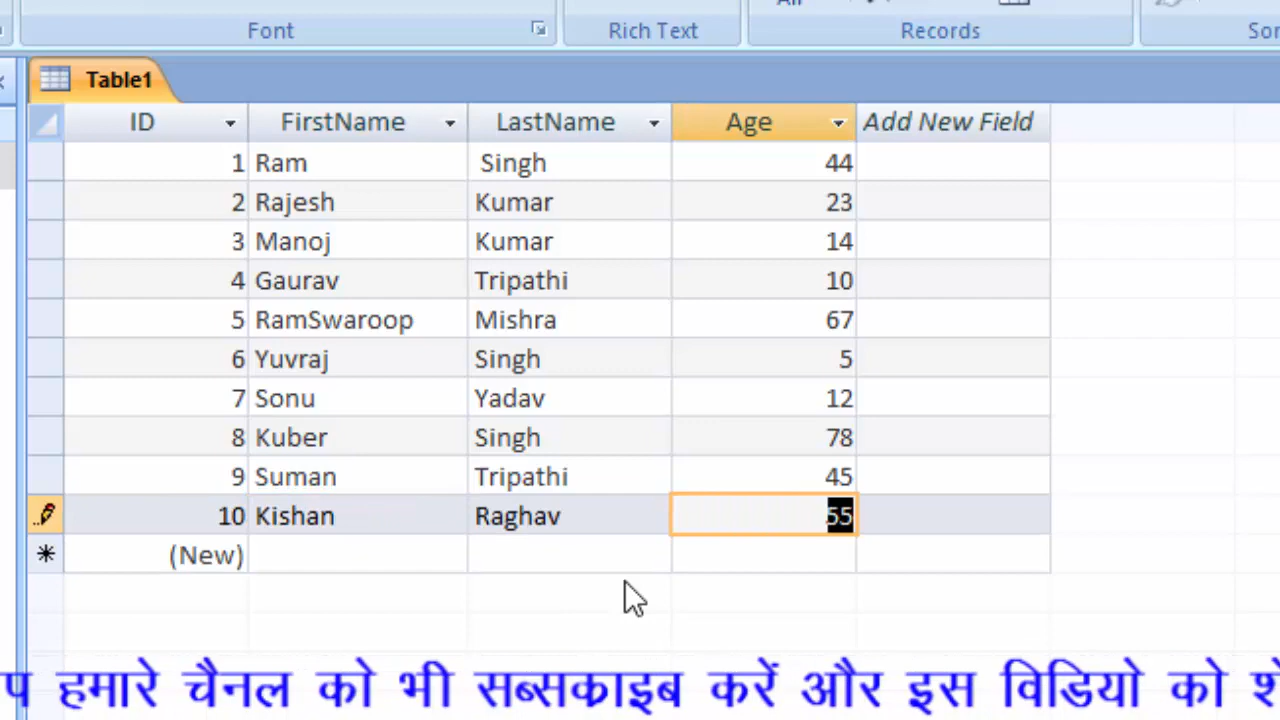 Font Rich Text Records
Table1
ID FirstName LastName Age Add New Field
1 Ram Singh 44
2 Rajesh Kumar 23
3 Manoj Kumar 14
4 Gaurav Tripathi 10
5 RamSwaroop Mishra 67
6 Yuvraj Singh 5
7 Sonu Yadav 12
8 Kuber Singh 78
9 Suman Tripathi 45
10 Kishan Raghav 55
(New)
हमारे चैनल को भी सब्सकाइब करें और इस विडियो को